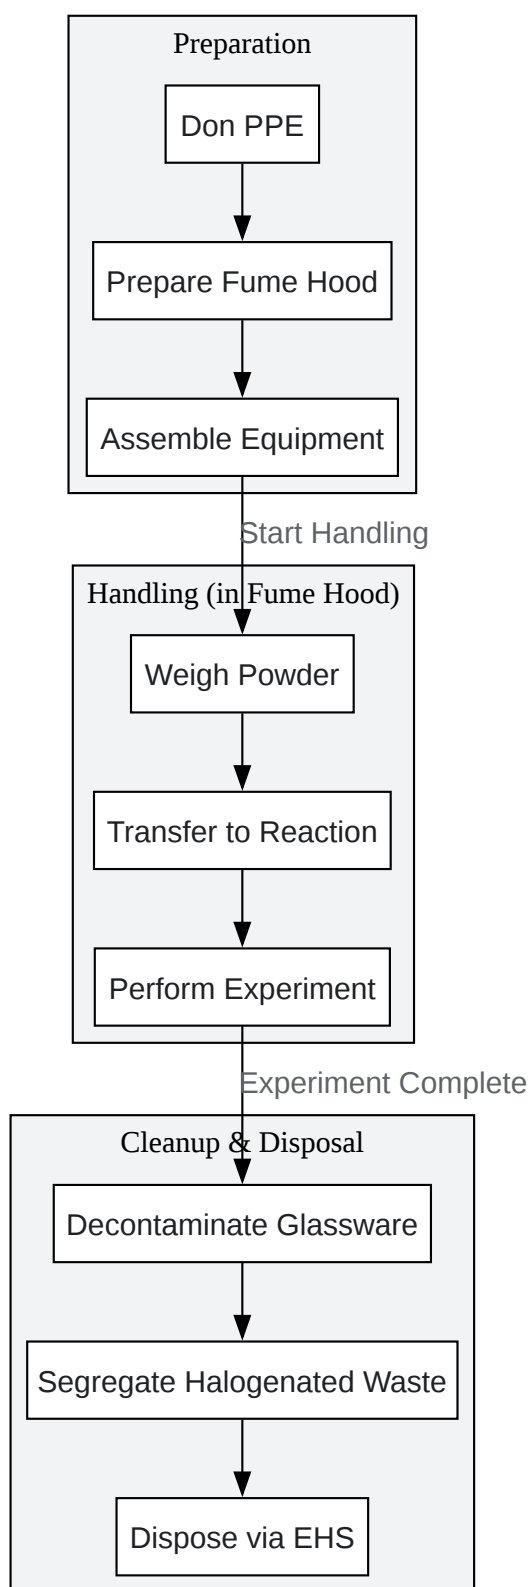 Preparation
Don PPE
Prepare Fume Hood
Assemble Equipment
Start Handling
Handling (in Fume Hood)
Weigh Powder
Transfer to Reaction
Perform Experiment
Experiment Complete
Cleanup & Disposal
Decontaminate Glassware
Segregate Halogenated Waste
Dispose via EHS